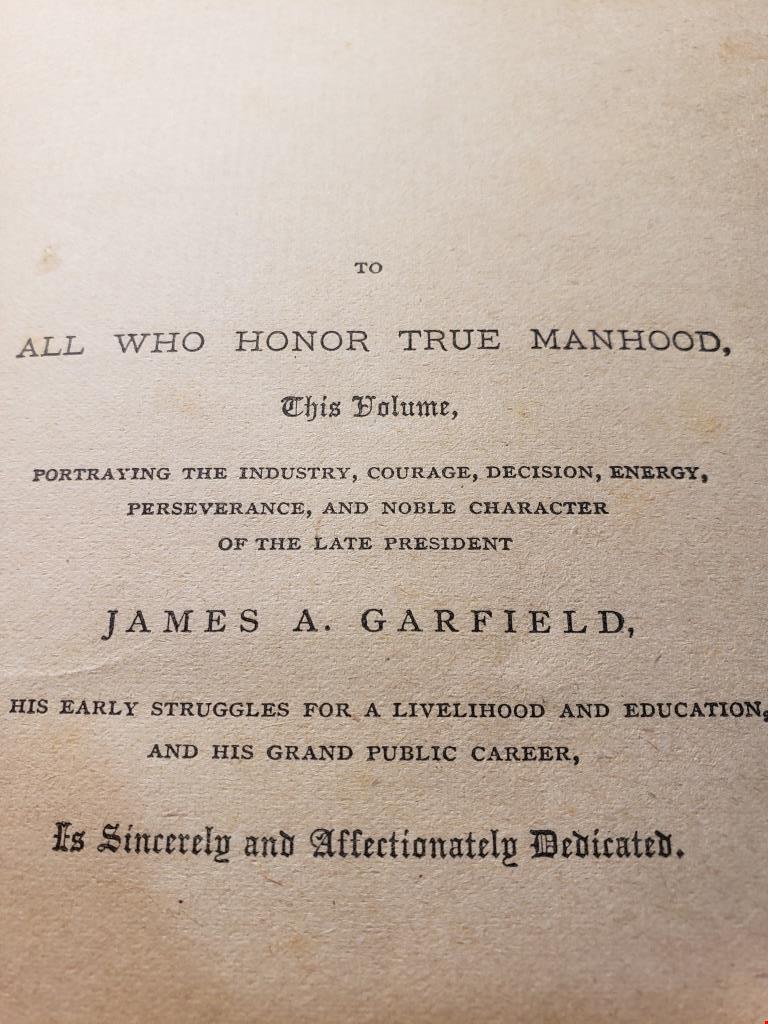 TO
ALL WHO HONOR TRUE MANHOOD,
This Volume,
PORTRAYING THE INDUSTRY, COURAGE, DECISION, ENERGY,
PERSEVERANCE, AND NOBLE CHARACTER
OF THE LATE PRESIDENT
JAMES A. GARFIELD,
HIS EARLY STRUGGLES FOR A LIVELIHOOD AND EDUCATION,
AND HIS GRAND PUBLIC CAREER,
Is Sincerely and Affectionately Dedicated.